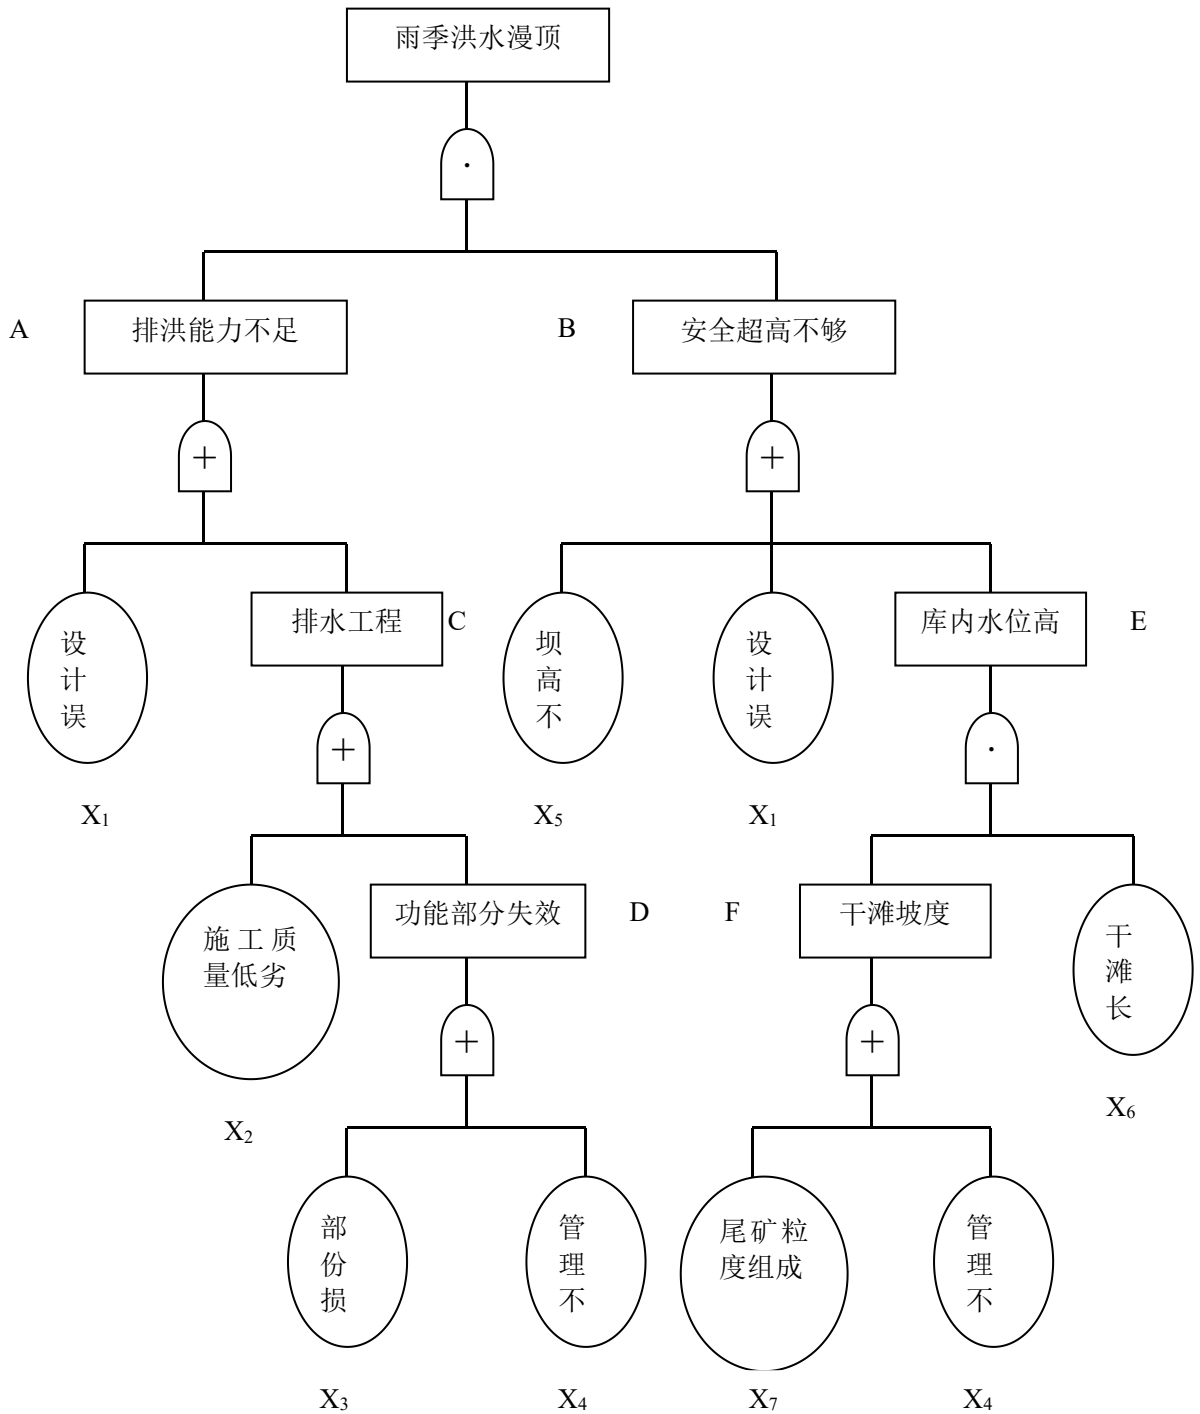 雨季洪水漫顶
·
A
排洪能力不足
B
安全超高不够
+
+
设
计
误
排水工程
C
坝
高
不
设
计
误
库内水位高
E
+
·
X₁
X₅
X₁
施工质
量低劣
功能部分失效
D
F
干滩坡度
干
滩
长
+
+
X₂
X₆
部
份
损
管
理
不
尾矿粒
度组成
管
理
不
X₃
X₄
X₇
X₄